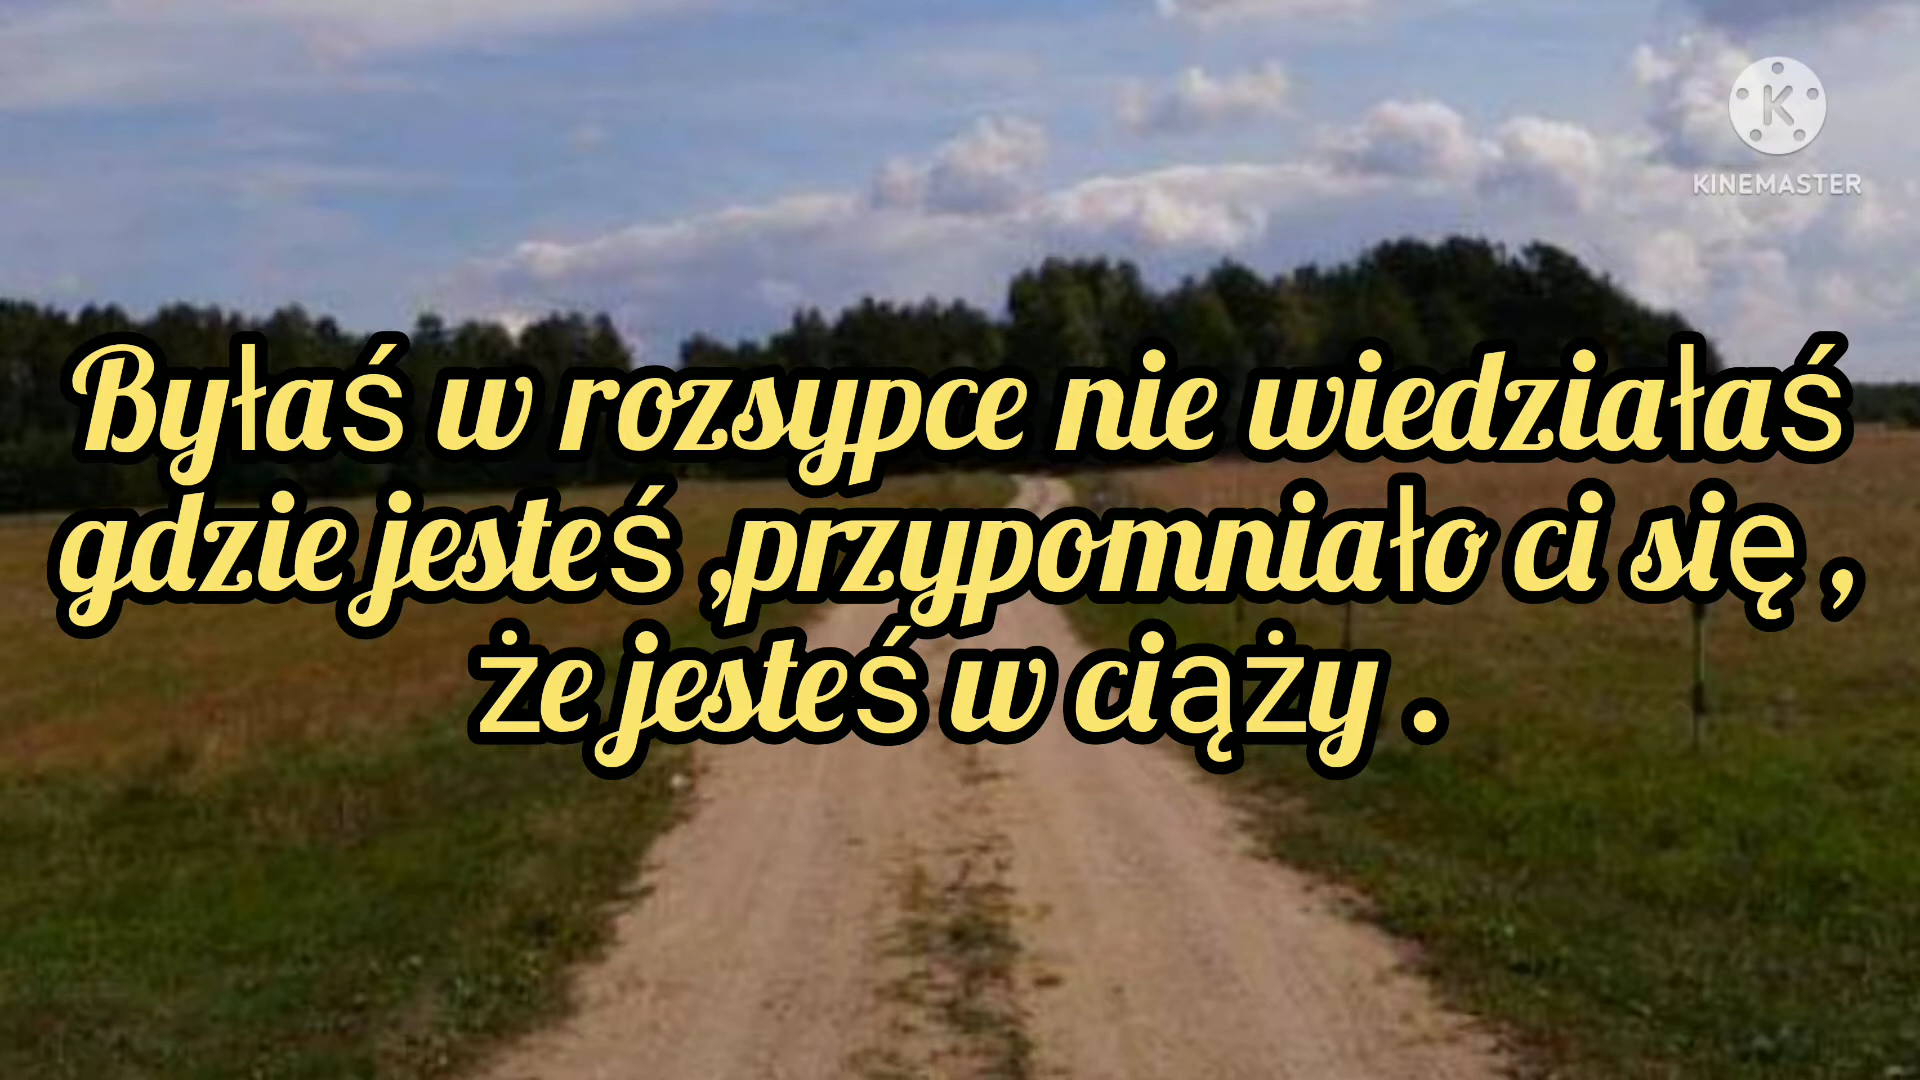 KINEMASTER
Byłaś w rozsypce nie wiedziałaś
gdzie jesteś ,przypomniało ci się ,
że jesteś w ciąży .